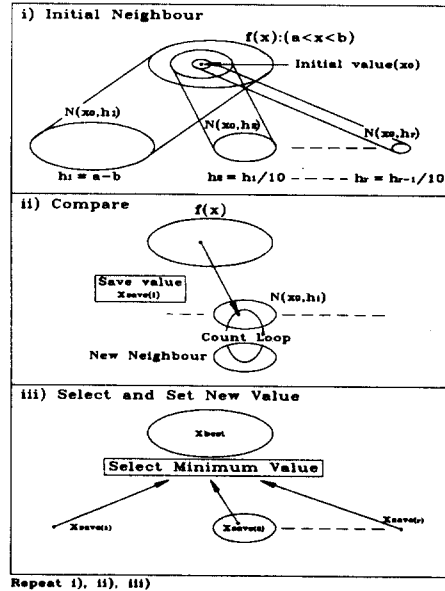 i) Initial Neighbour
f(x):(a<x<b)
Initial value(x₀)
N(x₀,h₁)
N(x₀,h₂)
N(x₀,hᵣ)
h₁ = a-b
h₂ = h₁/10
hᵣ = hᵣ₋₁/10
ii) Compare
f(x)
Save value
Xsave(1)
N(x₀,h₁)
Count Loop
New Neighbour
iii) Select and Set New Value
Xbest
Select Minimum Value
Xsave(1)
Xsave(2)
Xsave(r)
Repeat i), ii), iii)